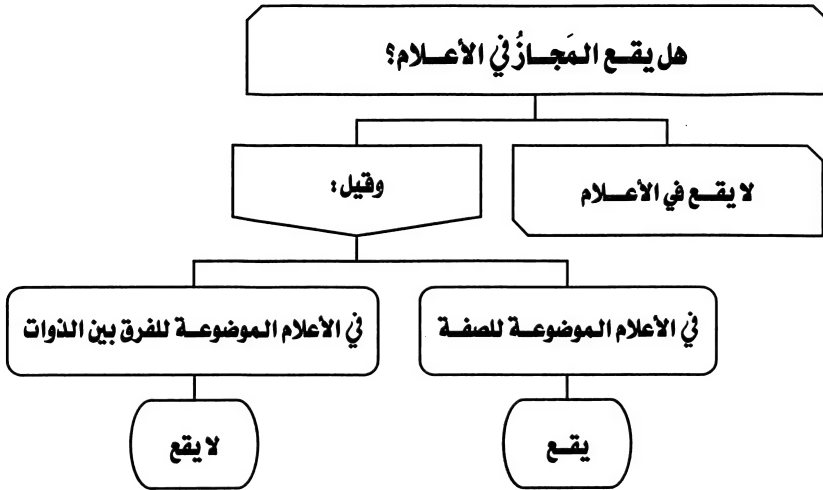 هل يقع المَجازُ في الأعلام؟
لا يقع في الأعلام
وقيل:
في الأعلام الموضوعة للصفة
في الأعلام الموضوعة للفرق بين الذوات
يقع
لا يقع